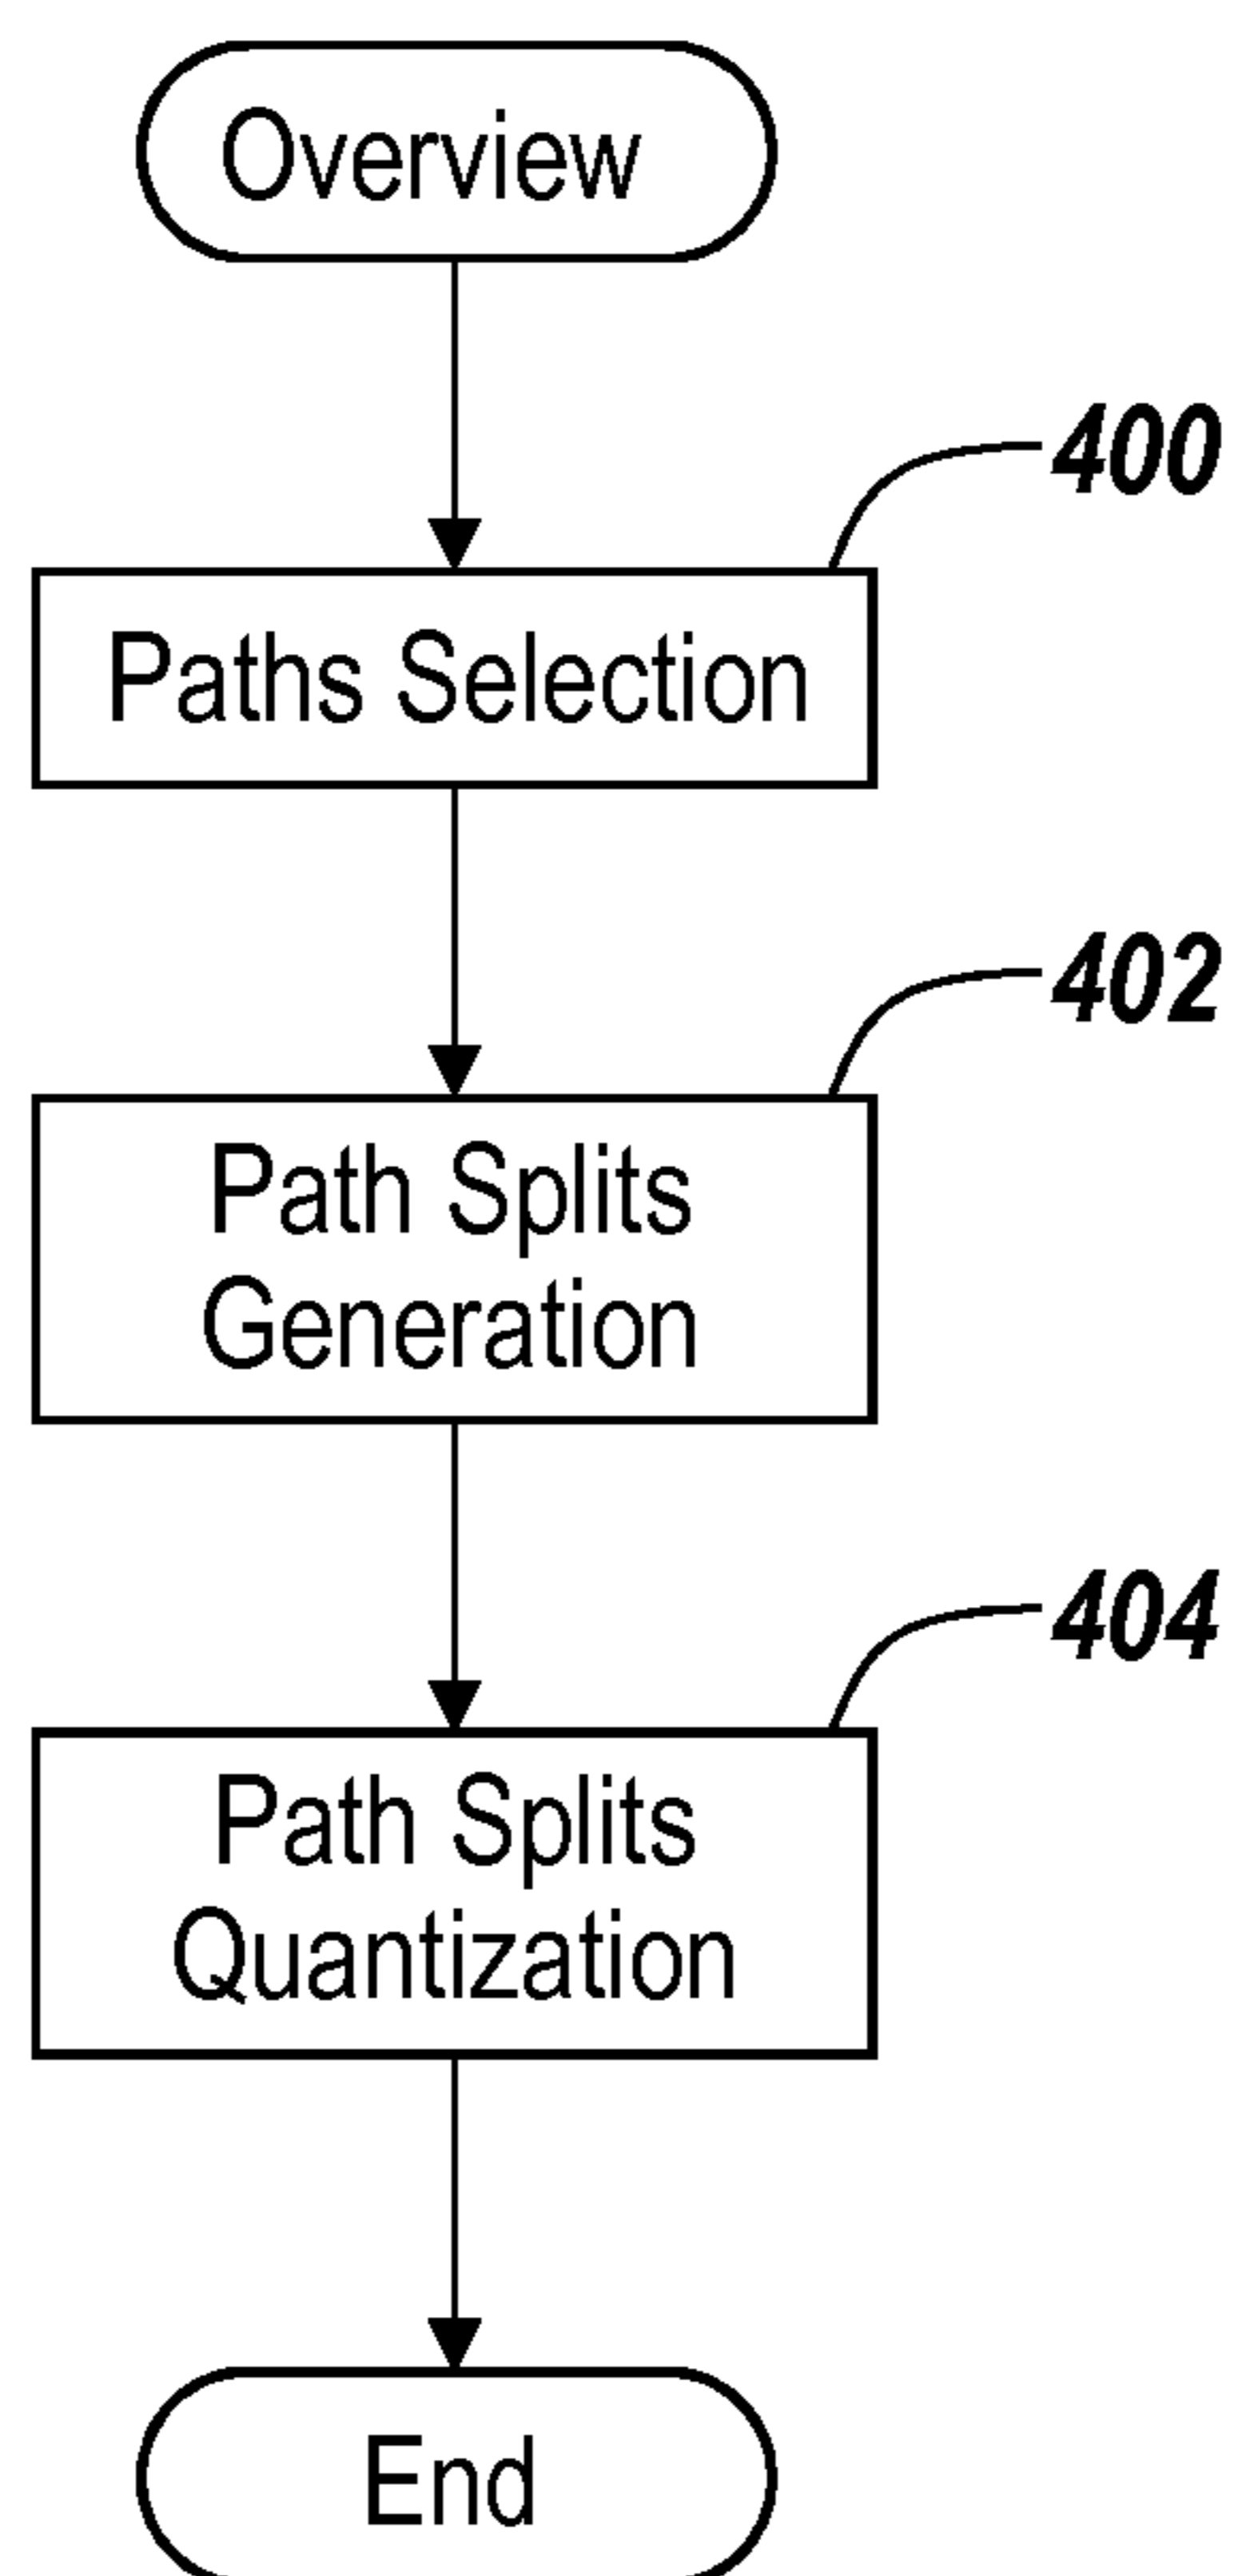 Overview
400
Paths Selection
402
Path Splits
Generation
404
Path Splits
Quantization
End